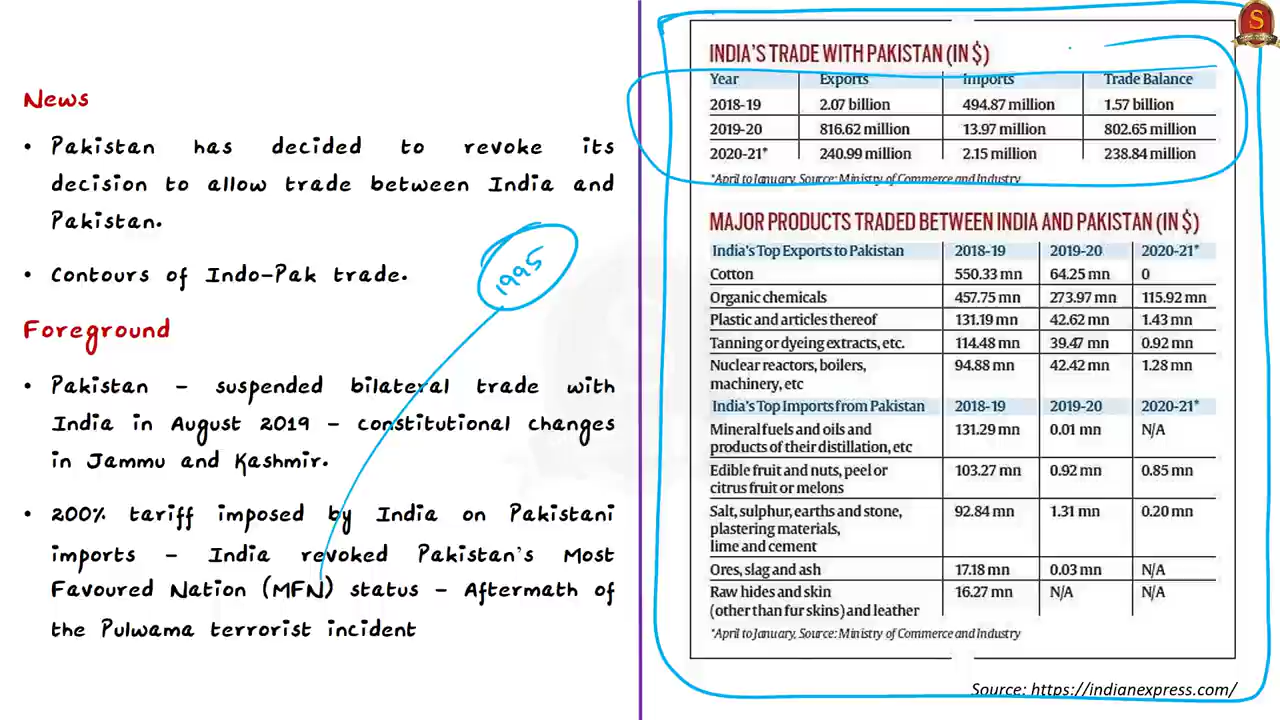 News
• Pakistan has decided to revoke its
decision to allow trade between India and
Pakistan.
• Contours of Indo-Pak trade.
1995
Foreground
• Pakistan - suspended bilateral trade with
India in August 2019 - constitutional changes
in Jammu and Kashmir.
• 200% tariff imposed by India on Pakistani
imports - India revoked Pakistan's Most
Favoured Nation (MFN) status - Aftermath of
the Pulwama terrorist incident
S
INDIA'S TRADE WITH PAKISTAN (IN $)
Year Exports Imports Trade Balance
2018-19 2.07 billion 494.87 million 1.57 billion
2019-20 816.62 million 13.97 million 802.65 million
2020-21* 240.99 million 2.15 million 238.84 million
*April to January, Source: Ministry of Commerce and Industry
MAJOR PRODUCTS TRADED BETWEEN INDIA AND PAKISTAN (IN $)
India's Top Exports to Pakistan 2018-19 2019-20 2020-21*
Cotton 550.33 mn 64.25 mn 0
Organic chemicals 457.75 mn 273.97 mn 115.92 mn
Plastic and articles thereof 131.19 mn 42.62 mn 1.43 mn
Tanning or dyeing extracts, etc. 114.48 mn 39.47 mn 0.92 mn
Nuclear reactors, boilers, 94.88 mn 42.42 mn 1.28 mn
machinery, etc
India's Top Imports from Pakistan 2018-19 2019-20 2020-21*
Mineral fuels and oils and 131.29 mn 0.01 mn N/A
products of their distillation, etc
Edible fruit and nuts, peel or 103.27 mn 0.92 mn 0.85 mn
citrus fruit or melons
Salt, sulphur, earths and stone, 92.84 mn 1.31 mn 0.20 mn
plastering materials,
lime and cement
Ores, slag and ash 17.18 mn 0.03 mn N/A
Raw hides and skin 16.27 mn N/A N/A
(other than fur skins) and leather
*April to January, Source: Ministry of Commerce and Industry
Source: https://indianexpress.com/